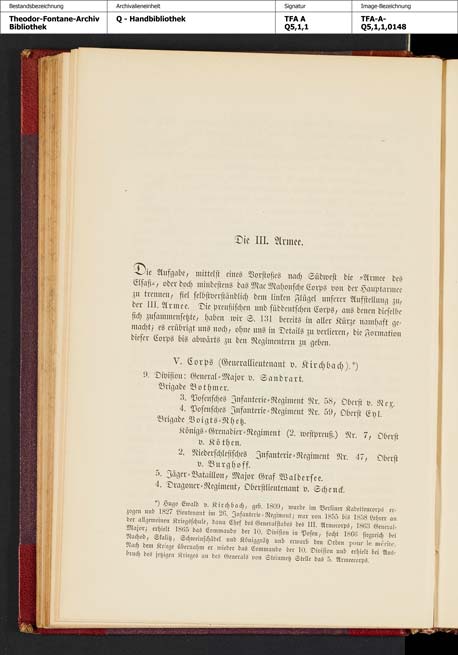 Bestandsbezeichnung Archivalieneinheit Signatur Image-Bezeichnung
Theodor-Fontane-Archiv Q - Handbibliothek TFA A TFA-A-
Bibliothek Q5,1,1 Q5,1,1,0148
Die III. Armee.
Die Aufgabe, mittelst eines Vorstoßes nach Südwest die »Armee des
Elsaß«, oder doch mindestens das Mac Mahonsche Corps von der Hauptarmee
zu trennen, fiel selbstverständlich dem linken Flügel unserer Aufstellung zu,
der III. Armee. Die preußischen und süddeutschen Corps, aus denen dieselbe
sich zusammensetzte, haben wir S. 131 bereits in aller Kürze namhaft ge-
macht; es erübrigt uns noch, ohne uns in Details zu verlieren, die Formation
dieser Corps bis abwärts zu den Regimentern zu geben.
V. Corps (Generallieutenant v. Kirchbach).*)
9. Division: General-Major v. Sandrart.
Brigade Bothmer.
3. Posensches Infanterie-Regiment Nr. 58, Oberst v. Rex.
4. Posensches Infanterie-Regiment Nr. 59, Oberst Eyl.
Brigade Voigts-Rhetz.
Königs-Grenadier-Regiment (2. westpreuß.) Nr. 7, Oberst
v. Köthen.
2. Niederschlesisches Infanterie-Regiment Nr. 47, Oberst
v. Burghoff.
5. Jäger-Bataillon, Major Graf Waldersee.
4. Dragoner-Regiment, Oberstlieutenant v. Schenck.
*) Hugo Ewald v. Kirchbach, geb. 1809, wurde im Berliner Kadettencorps er-
zogen und 1827 Lieutenant im 26. Infanterie-Regiment; war von 1855 bis 1858 Lehrer an
der allgemeinen Kriegsschule, dann Chef des Generalstabes des III. Armeecorps, 1863 General-
Major; erhielt 1865 das Commando der 10. Division in Posen, focht 1866 siegreich bei
Nachod, Skalitz, Schweinschädel und Königgrätz und erwarb den Orden pour le mérite.
Nach dem Kriege übernahm er wieder das Commando der 10. Division und erhielt bei Aus-
bruch des jetzigen Krieges an des Generals von Steinmetz Stelle das 5. Armeecorps.